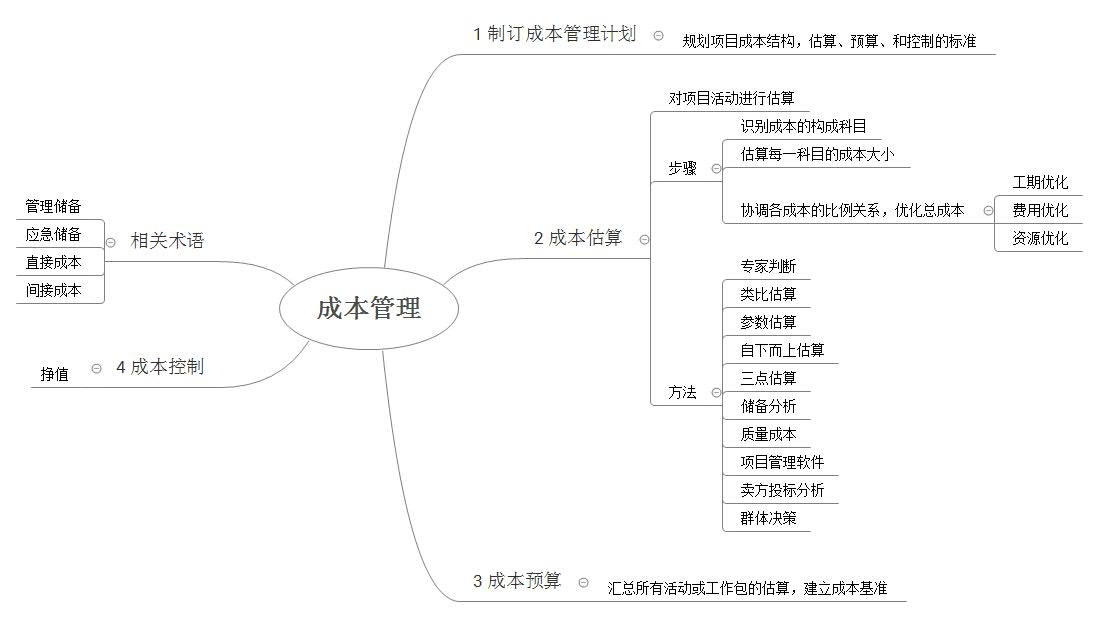 成本管理
1 制订成本管理计划
规划项目成本结构，估算、预算、和控制的标准
2 成本估算
对项目活动进行估算
步骤
识别成本的构成科目
估算每一科目的成本大小
协调各成本的比例关系，优化总成本
工期优化
费用优化
资源优化
方法
专家判断
类比估算
参数估算
自下而上估算
三点估算
储备分析
质量成本
项目管理软件
卖方投标分析
群体决策
3 成本预算
汇总所有活动或工作包的估算，建立成本基准
4 成本控制
挣值
相关术语
管理储备
应急储备
直接成本
间接成本